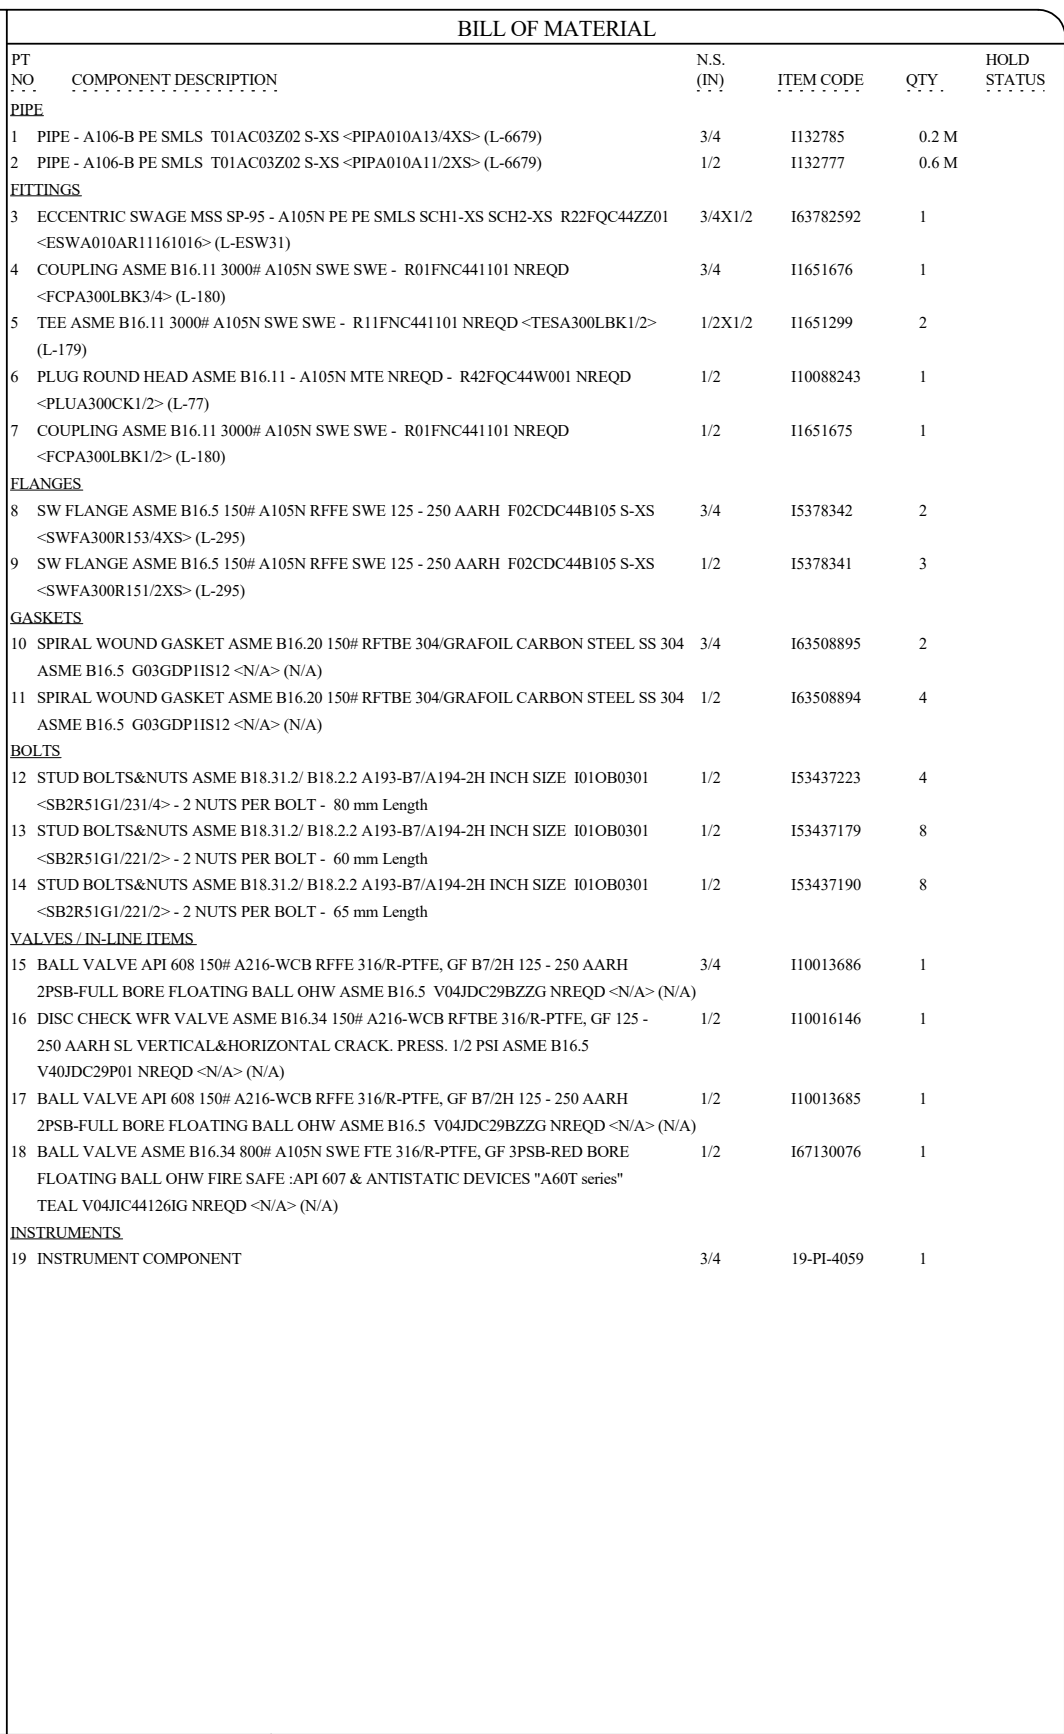 BILL OF MATERIAL
PT N.S. HOLD
NO COMPONENT DESCRIPTION (IN) ITEM CODE QTY STATUS
PIPE
1 PIPE - A106-B PE SMLS T01AC03Z02 S-XS <PIPA010A13/4XS> (L-6679) 3/4 I132785 0.2 M
2 PIPE - A106-B PE SMLS T01AC03Z02 S-XS <PIPA010A11/2XS> (L-6679) 1/2 I132777 0.6 M
FITTINGS
3 ECCENTRIC SWAGE MSS SP-95 - A105N PE PE SMLS SCH1-XS SCH2-XS R22FQC44ZZ01 3/4X1/2 I63782592 1
<ESWA010AR11161016> (L-ESW31)
4 COUPLING ASME B16.11 3000# A105N SWE SWE - R01FNC441101 NREQD 3/4 I1651676 1
<FCPA300LBK3/4> (L-180)
5 TEE ASME B16.11 3000# A105N SWE SWE - R11FNC441101 NREQD <TESA300LBK1/2> 1/2X1/2 I1651299 2
(L-179)
6 PLUG ROUND HEAD ASME B16.11 - A105N MTE NREQD - R42FQC44W001 NREQD 1/2 I10088243 1
<PLUA300CK1/2> (L-77)
7 COUPLING ASME B16.11 3000# A105N SWE SWE - R01FNC441101 NREQD 1/2 I1651675 1
<FCPA300LBK1/2> (L-180)
FLANGES
8 SW FLANGE ASME B16.5 150# A105N RFFE SWE 125 - 250 AARH F02CDC44B105 S-XS 3/4 I5378342 2
<SWFA300R153/4XS> (L-295)
9 SW FLANGE ASME B16.5 150# A105N RFFE SWE 125 - 250 AARH F02CDC44B105 S-XS 1/2 I5378341 3
<SWFA300R151/2XS> (L-295)
GASKETS
10 SPIRAL WOUND GASKET ASME B16.20 150# RFTBE 304/GRAFOIL CARBON STEEL SS 304 3/4 I63508895 2
ASME B16.5 G03GDP1IS12 <N/A> (N/A)
11 SPIRAL WOUND GASKET ASME B16.20 150# RFTBE 304/GRAFOIL CARBON STEEL SS 304 1/2 I63508894 4
ASME B16.5 G03GDP1IS12 <N/A> (N/A)
BOLTS
12 STUD BOLTS&NUTS ASME B18.31.2/ B18.2.2 A193-B7/A194-2H INCH SIZE I01OB0301 1/2 I53437223 4
<SB2R51G1/231/4> - 2 NUTS PER BOLT - 80 mm Length
13 STUD BOLTS&NUTS ASME B18.31.2/ B18.2.2 A193-B7/A194-2H INCH SIZE I01OB0301 1/2 I53437179 8
<SB2R51G1/221/2> - 2 NUTS PER BOLT - 60 mm Length
14 STUD BOLTS&NUTS ASME B18.31.2/ B18.2.2 A193-B7/A194-2H INCH SIZE I01OB0301 1/2 I53437190 8
<SB2R51G1/221/2> - 2 NUTS PER BOLT - 65 mm Length
VALVES / IN-LINE ITEMS
15 BALL VALVE API 608 150# A216-WCB RFFE 316/R-PTFE, GF B7/2H 125 - 250 AARH 3/4 I10013686 1
2PSB-FULL BORE FLOATING BALL OHW ASME B16.5 V04JDC29BZZG NREQD <N/A> (N/A)
16 DISC CHECK WFR VALVE ASME B16.34 150# A216-WCB RFTBE 316/R-PTFE, GF 125 - 1/2 I10016146 1
250 AARH SL VERTICAL&HORIZONTAL CRACK. PRESS. 1/2 PSI ASME B16.5
V40JDC29P01 NREQD <N/A> (N/A)
17 BALL VALVE API 608 150# A216-WCB RFFE 316/R-PTFE, GF B7/2H 125 - 250 AARH 1/2 I10013685 1
2PSB-FULL BORE FLOATING BALL OHW ASME B16.5 V04JDC29BZZG NREQD <N/A> (N/A)
18 BALL VALVE ASME B16.34 800# A105N SWE FTE 316/R-PTFE, GF 3PSB-RED BORE 1/2 I67130076 1
FLOATING BALL OHW FIRE SAFE :API 607 & ANTISTATIC DEVICES "A60T series"
TEAL V04JIC44126IG NREQD <N/A> (N/A)
INSTRUMENTS
19 INSTRUMENT COMPONENT 3/4 19-PI-4059 1